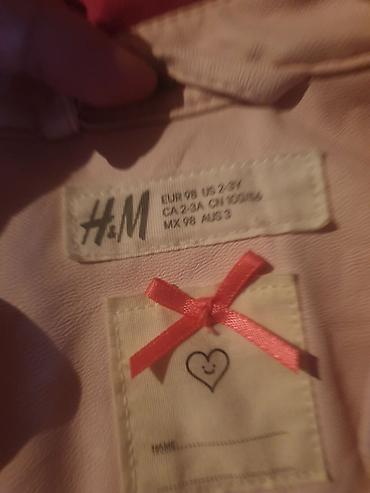 H&M
EUR 98 US 2-3Y
CA 2-3A CN 100/56
MX 98 AUS 3
NAME